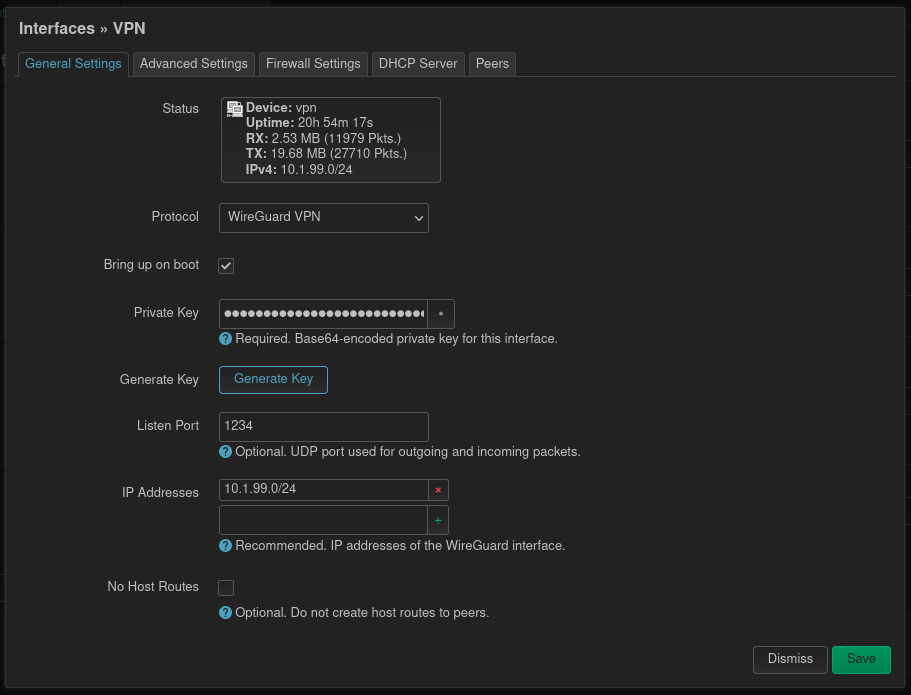 Interfaces » VPN
General Settings
Advanced Settings
Firewall Settings
DHCP Server
Peers
Status
Device: vpn
Uptime: 20h 54m 17s
RX: 2.53 MB (11979 Pkts.)
TX: 19.68 MB (27710 Pkts.)
IPv4: 10.1.99.0/24
Protocol
WireGuard VPN
Bring up on boot
Private Key
Required. Base64-encoded private key for this interface.
Generate Key
Generate Key
Listen Port
1234
Optional. UDP port used for outgoing and incoming packets.
IP Addresses
10.1.99.0/24
Recommended. IP addresses of the WireGuard interface.
No Host Routes
Optional. Do not create host routes to peers.
Dismiss
Save